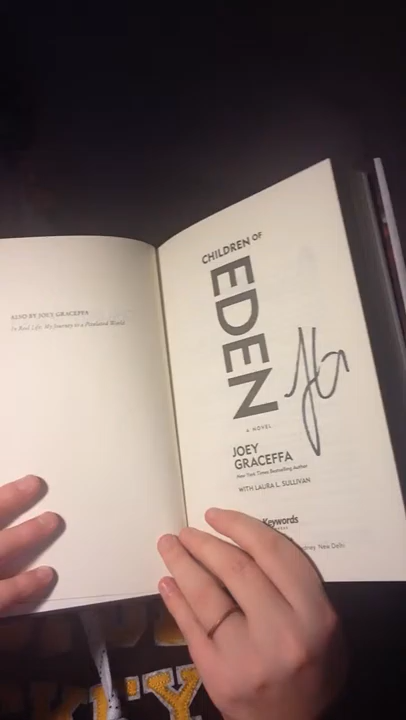 ALSO BY JOEY GRACEFFA
In Real Life: My Journey to a Pixelated World
CHILDREN OF
EDEN
A NOVEL
JOEY
GRACEFFA
New York Times Bestselling Author
WITH LAURA L. SULLIVAN
Keywords
New Delhi